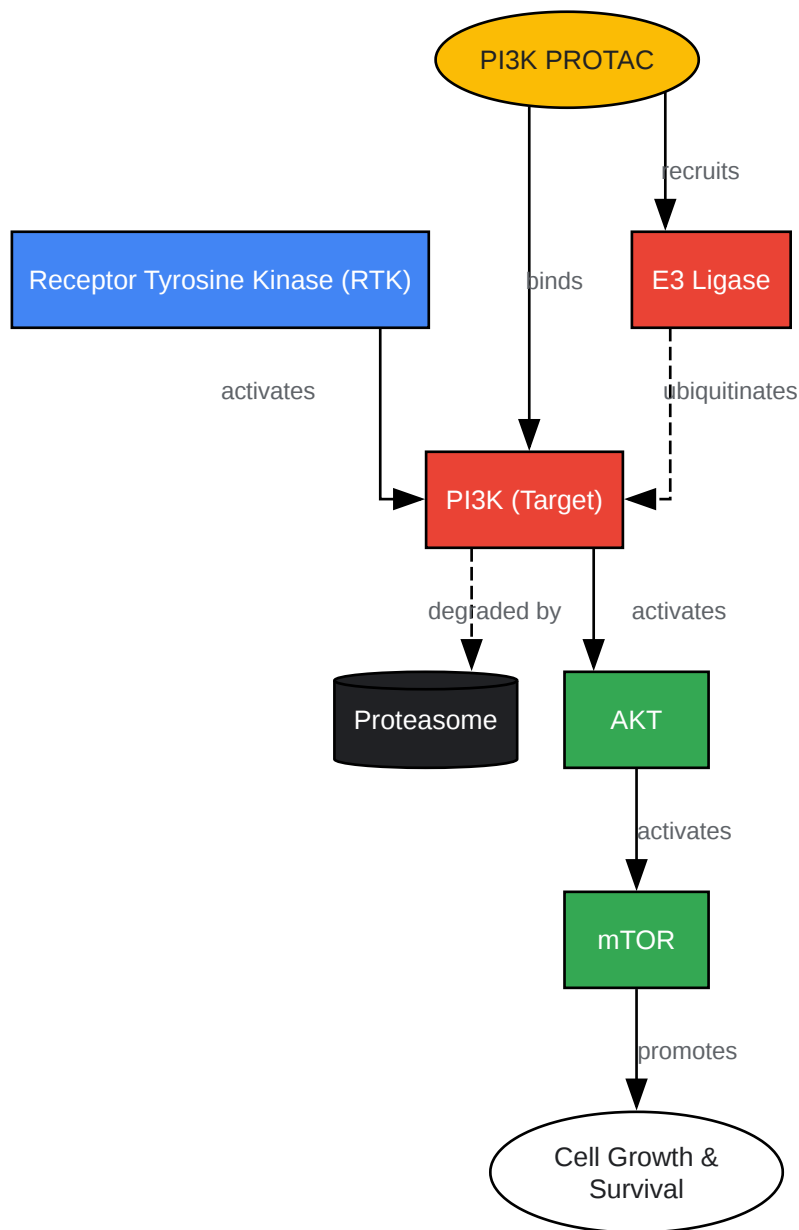 PI3K PROTAC
recruits
Receptor Tyrosine Kinase (RTK)
binds
E3 Ligase
activates
ubiquitinates
PI3K (Target)
degraded by
activates
Proteasome
AKT
activates
mTOR
promotes
Cell Growth &
Survival